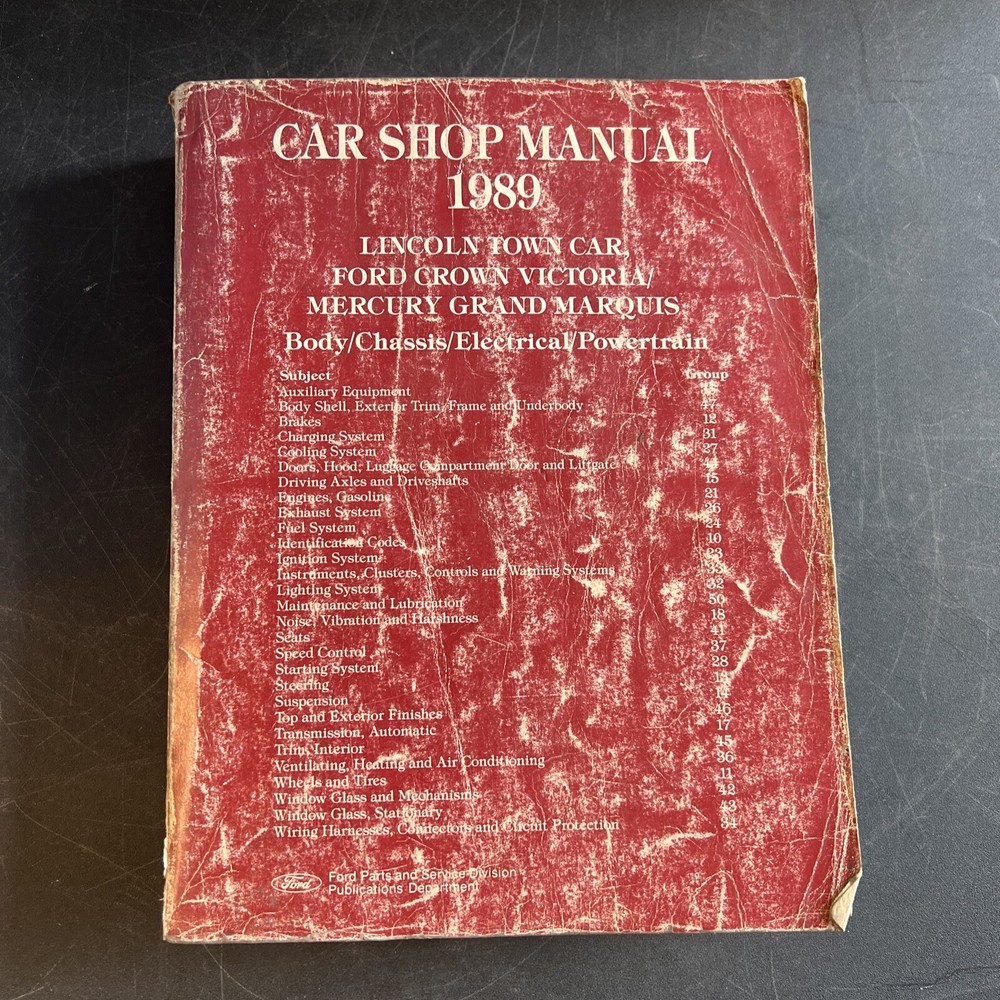 CAR SHOP MANUAL
1989
LINCOLN TOWN CAR,
FORD CROWN VICTORIA/
MERCURY GRAND MARQUIS
Body/Chassis/Electrical/Powertrain
Subject Group
Auxiliary Equipment
Body Shell, Exterior Trim, Frame and Underbody
Brakes 12
Charging System 31
Cooling System 27
Doors, Hood, Luggage Compartment Door and Liftgate
Driving Axles and Driveshafts 15
Engines, Gasoline 21
Exhaust System 26
Fuel System 24
Identification Codes 10
Ignition System 23
Instruments, Clusters, Controls and Warning Systems 33
Lighting System 32
Maintenance and Lubrication 50
Noise, Vibration and Harshness 18
Seats 41
Speed Control 37
Starting System 28
Steering 13
Suspension 14
Top and Exterior Finishes 46
Transmission, Automatic 17
Trim, Interior 45
Ventilating, Heating and Air Conditioning 36
Wheels and Tires 11
Window Glass and Mechanisms 42
Window Glass, Stationary 43
Wiring Harnesses, Connectors and Circuit Protection 34
Ford
Ford Parts and Service Division
Publications Department